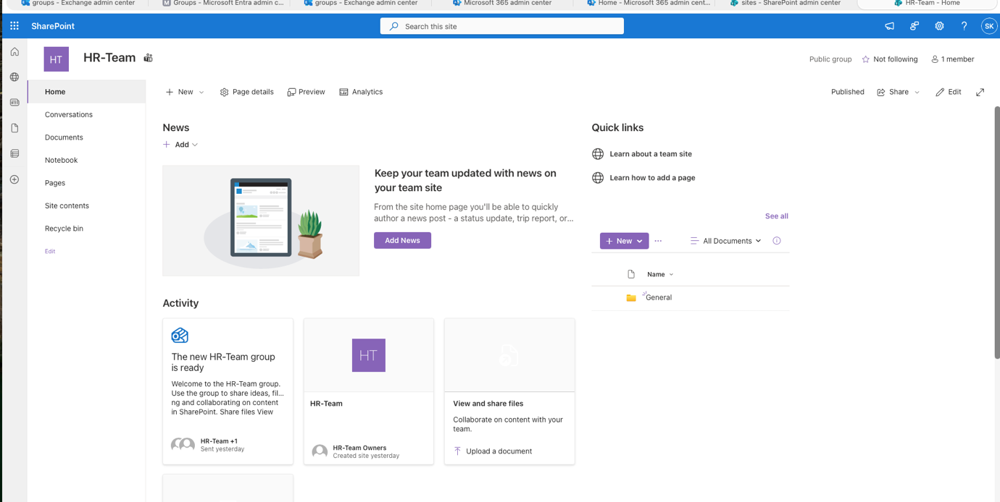 groups - Exchange admin center
Groups - Microsoft Entra admin c...
groups - Exchange admin center
Microsoft 365 admin center
Home - Microsoft 365 admin cent...
sites - SharePoint admin center
HR-Team - Home
SharePoint
Search this site
SK
HT
HR-Team
Public group
Not following
1 member
Home
Conversations
Documents
Notebook
Pages
Site contents
Recycle bin
Edit
New
Page details
Preview
Analytics
Published
Share
Edit
News
Add
Keep your team updated with news on
your team site
From the site home page you'll be able to quickly
author a news post - a status update, trip report, or...
Add News
Quick links
Learn about a team site
Learn how to add a page
See all
New
All Documents
Name
General
Activity
The new HR-Team group
is ready
Welcome to the HR-Team group.
Use the group to share ideas, fil...
ng and collaborating on content
in SharePoint. Share files View
HR-Team +1
Sent yesterday
HT
HR-Team
HR-Team Owners
Created site yesterday
View and share files
Collaborate on content with your
team.
Upload a document